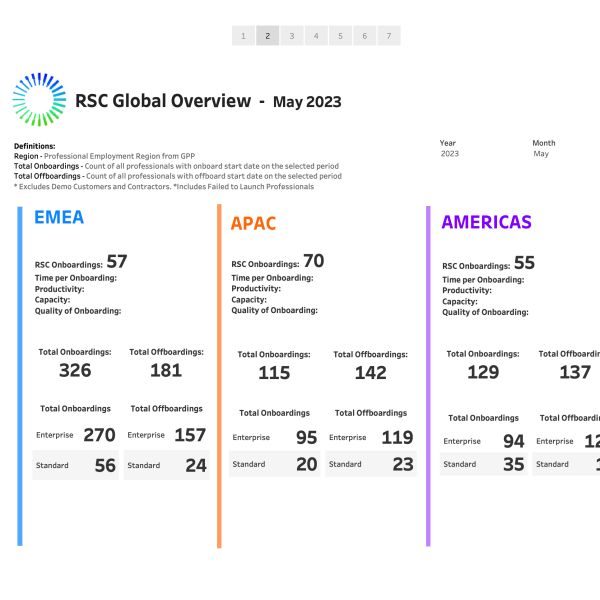 1 2 3 4 5 6 7
RSC Global Overview - May 2023
Definitions:
Region - Professional Employment Region from GPP
Total Onboardings - Count of all professionals with onboard start date on the selected period
Total Offboardings - Count of all professionals with offboard start date on the selected period
* Excludes Demo Customers and Contractors. *Includes Failed to Launch Professionals
Year Month
2023 May
EMEA
RSC Onboardings: 57
Time per Onboarding:
Productivity:
Capacity:
Quality of Onboarding:
Total Onboardings: Total Offboardings:
326 181
Total Onboardings Total Offboardings
Enterprise 270 Enterprise 157
Standard 56 Standard 24
APAC
RSC Onboardings: 70
Time per Onboarding:
Productivity:
Capacity:
Quality of Onboarding:
Total Onboardings: Total Offboardings:
115 142
Total Onboardings Total Offboardings
Enterprise 95 Enterprise 119
Standard 20 Standard 23
AMERICAS
RSC Onboardings: 55
Time per Onboarding:
Productivity:
Capacity:
Quality of Onboarding:
Total Onboardings: Total
129 137
Total Onboardings Total
Enterprise 94 Enterprise
Standard 35 Standard